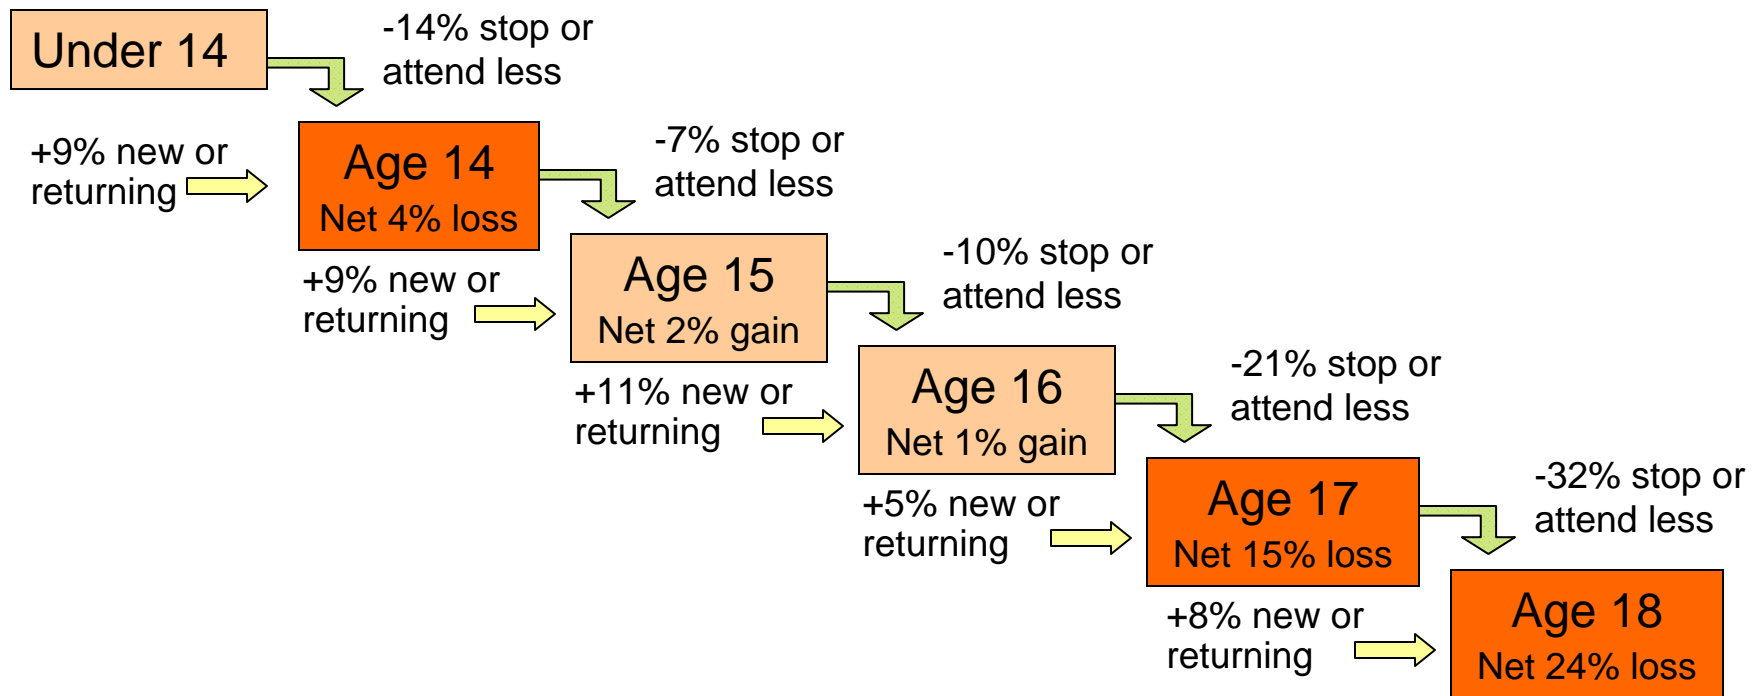 Under 14
-14% stop or
attend less
+9% new or
returning
Age 14
Net 4% loss
-7% stop or
attend less
+9% new or
returning
Age 15
Net 2% gain
-10% stop or
attend less
+11% new or
returning
Age 16
Net 1% gain
-21% stop or
attend less
+5% new or
returning
Age 17
Net 15% loss
-32% stop or
attend less
+8% new or
returning
Age 18
Net 24% loss